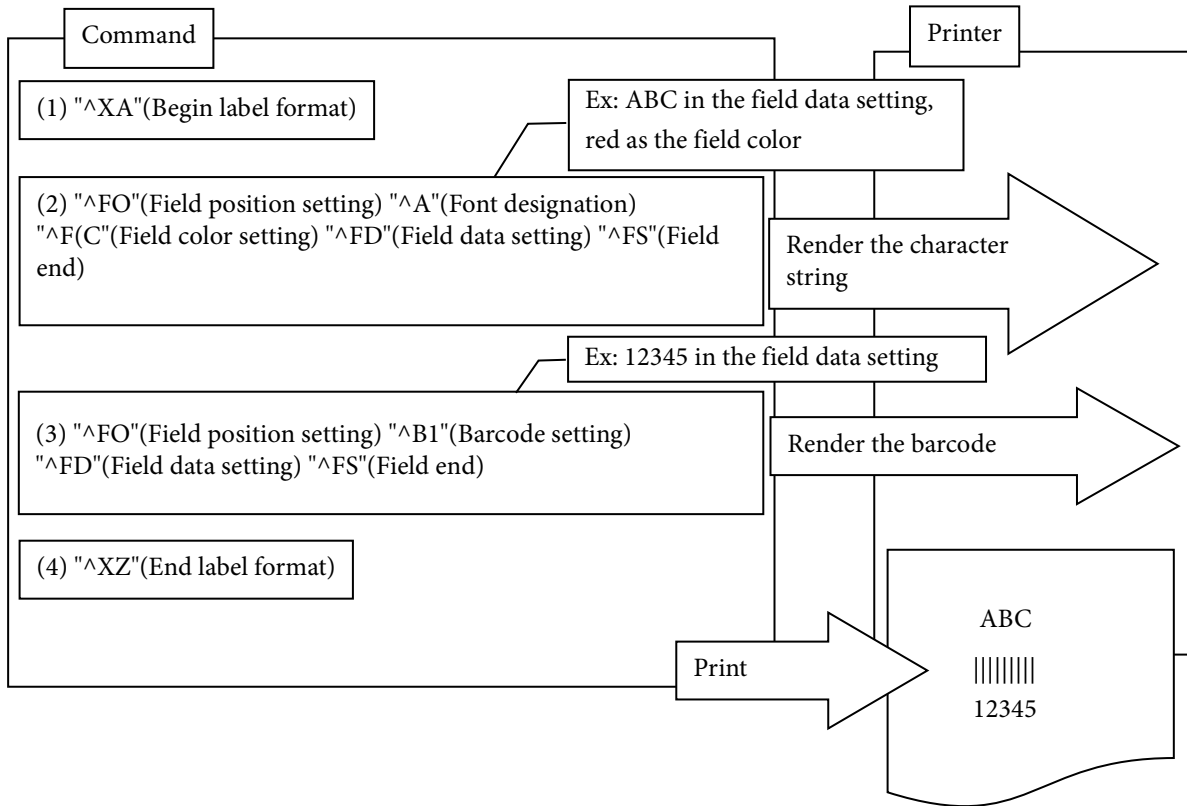 Command
Printer
(1) "^XA"(Begin label format)
Ex: ABC in the field data setting,
red as the field color
(2) "^FO"(Field position setting) "^A"(Font designation)
"^F(C"(Field color setting) "^FD"(Field data setting) "^FS"(Field
end)
Render the character
string
Ex: 12345 in the field data setting
(3) "^FO"(Field position setting) "^B1"(Barcode setting)
"^FD"(Field data setting) "^FS"(Field end)
Render the barcode
(4) "^XZ"(End label format)
Print
ABC
12345